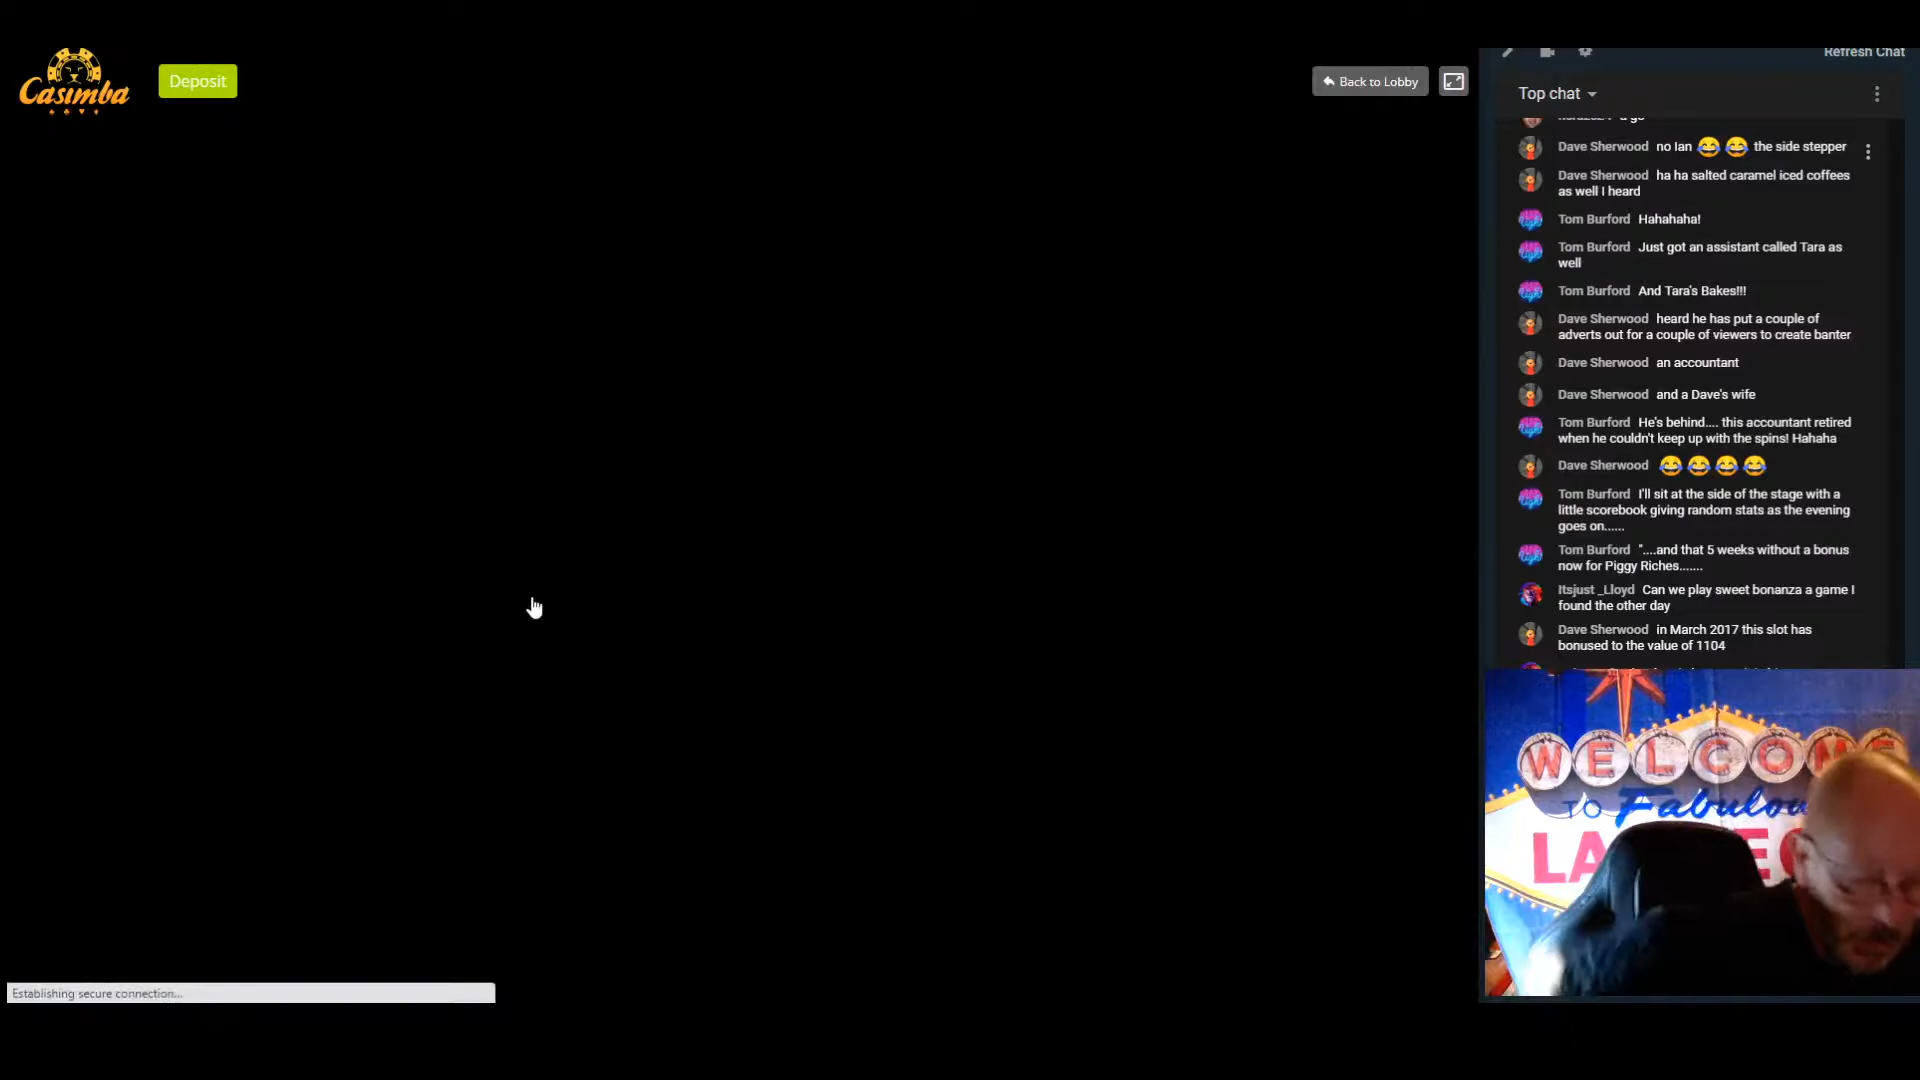 Casimba
Deposit
Back to Lobby
Refresh Chat
Top chat
Dave Sherwood no Ian 😂 😂 the side stepper
Dave Sherwood ha ha salted caramel iced coffees
as well I heard
Tom Burford Hahahaha!
Tom Burford Just got an assistant called Tara as
well
Tom Burford And Tara's Bakes!!!
Dave Sherwood heard he has put a couple of
adverts out for a couple of viewers to create banter
Dave Sherwood an accountant
Dave Sherwood and a Dave's wife
Tom Burford He's behind.... this accountant retired
when he couldn't keep up with the spins! Hahaha
Dave Sherwood 😂 😂 😂 😂
Tom Burford I'll sit at the side of the stage with a
little scorebook giving random stats as the evening
goes on......
Tom Burford "....and that 5 weeks without a bonus
now for Piggy Riches.......
Itsjust _Lloyd Can we play sweet bonanza a game I
found the other day
Dave Sherwood in March 2017 this slot has
bonused to the value of 1104
WELCOME
TO Fabulou
LA E
Establishing secure connection...